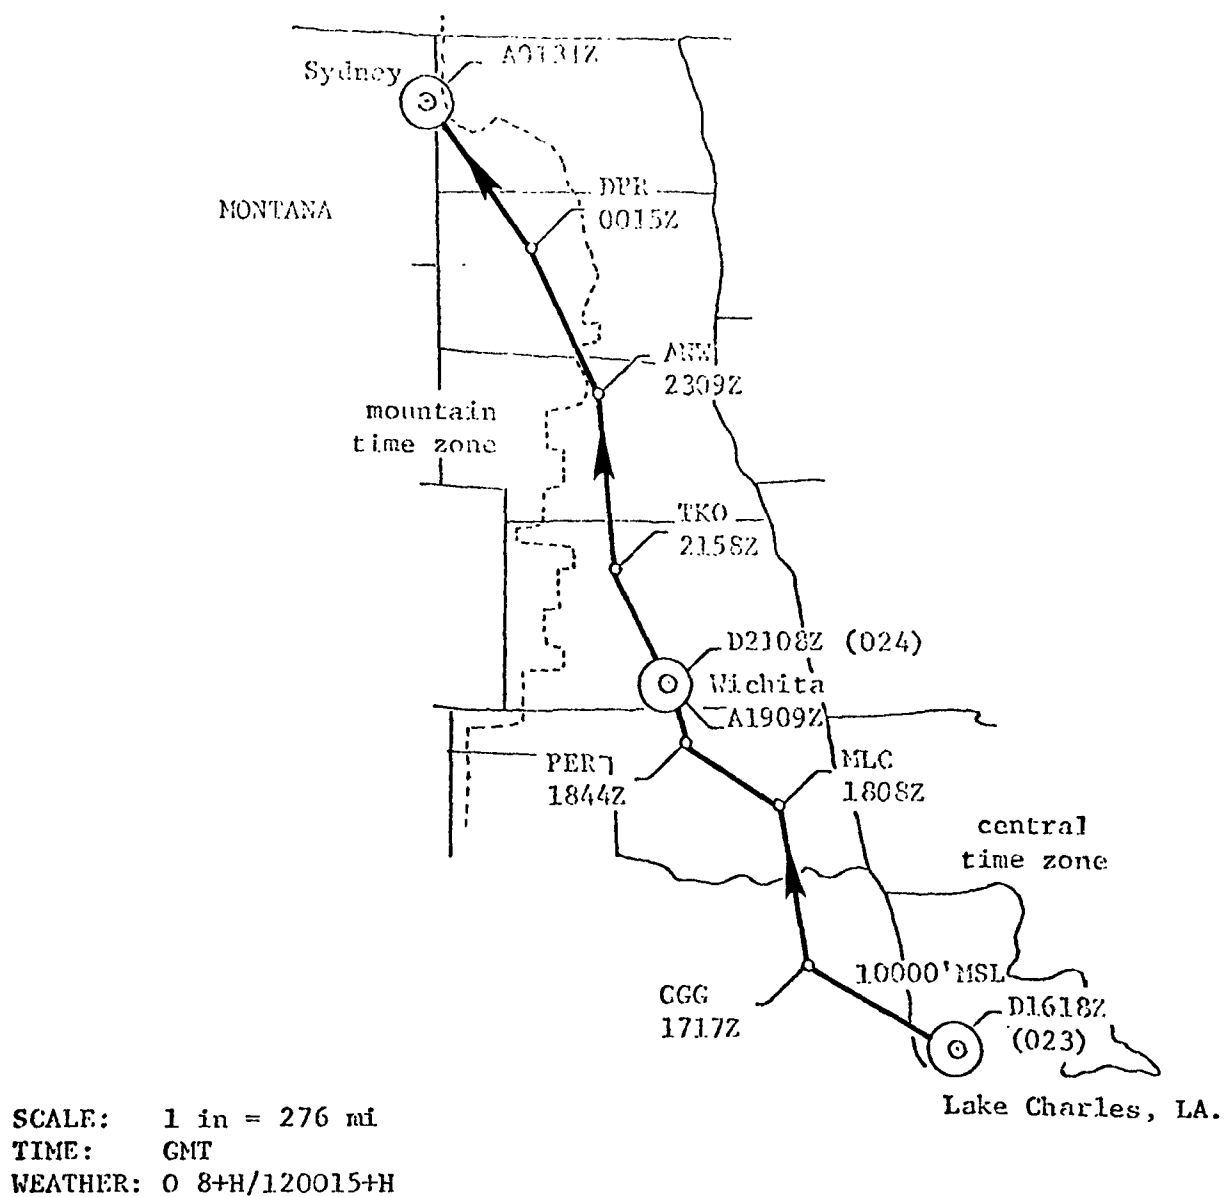 Sydney
A0131Z
MONTANA
DPR
0015Z
ANW
2309Z
mountain
time zone
TKO
2158Z
D2108Z (024)
Wichita
A1909Z
PER
1844Z
MLC
1808Z
central
time zone
10000'MSL
CGG
1717Z
D1618Z
(023)
Lake Charles, LA.
SCALE: 1 in = 276 mi
TIME: GMT
WEATHER: O 8+H/120015+H